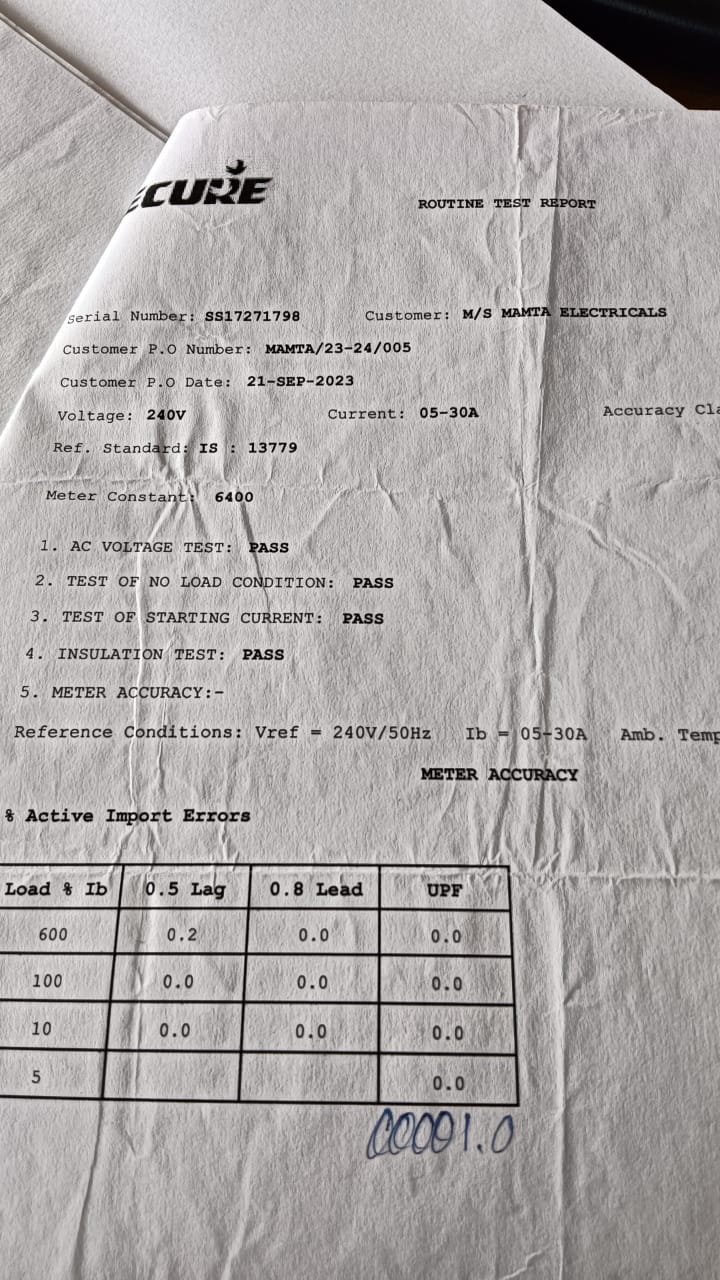 ECURE
ROUTINE TEST REPORT
Serial Number: SS17271798 Customer: M/S MAMTA ELECTRICALS
Customer P.O Number: MAMTA/23-24/005
Customer P.O Date: 21-SEP-2023
Voltage: 240V Current: 05-30A Accuracy Cla
Ref. Standard: IS : 13779
Meter Constant: 6400
1. AC VOLTAGE TEST: PASS
2. TEST OF NO LOAD CONDITION: PASS
3. TEST OF STARTING CURRENT: PASS
4. INSULATION TEST: PASS
5. METER ACCURACY:-
Reference Conditions: Vref = 240V/50Hz Ib = 05-30A Amb. Temp
METER ACCURACY
% Active Import Errors
Load % Ib 0.5 Lag 0.8 Lead UPF
600 0.2 0.0 0.0
100 0.0 0.0 0.0
10 0.0 0.0 0.0
5 0.0
00001.0